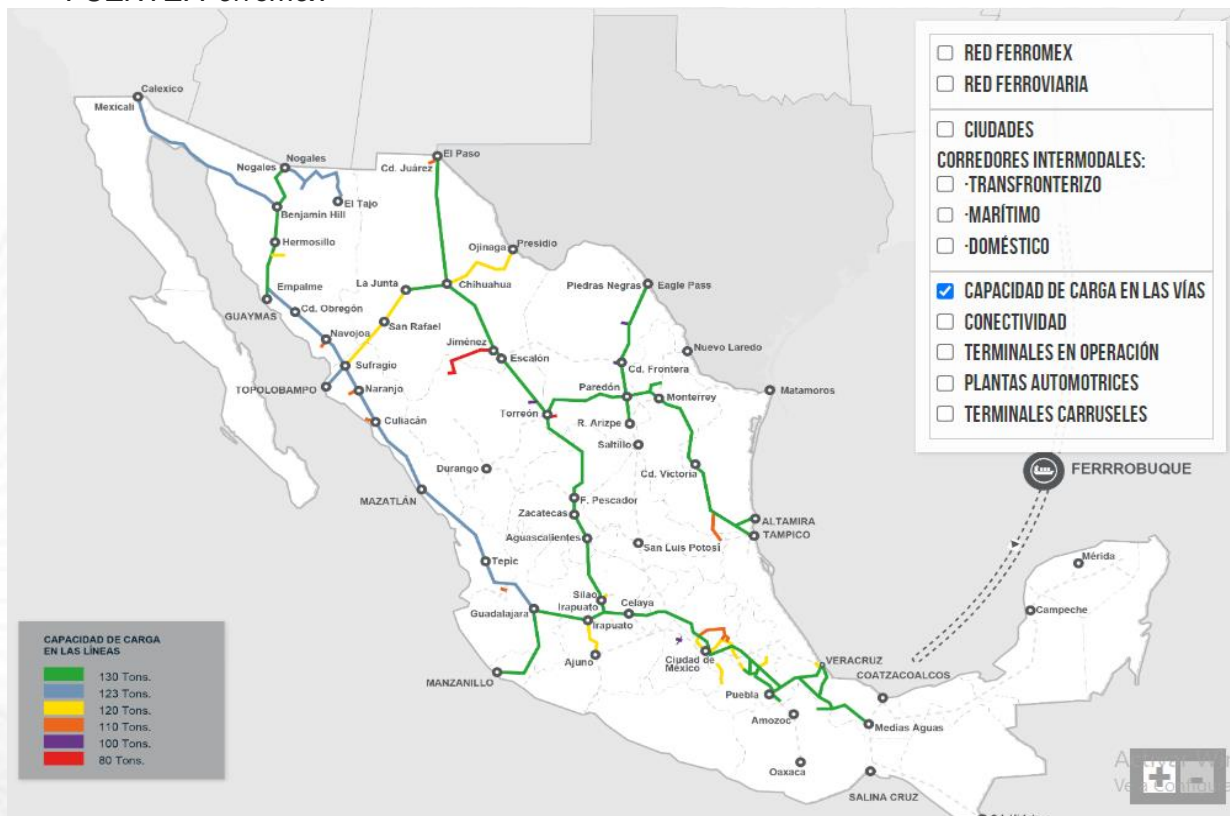 FUENTE: Ferromex
RED FERROMEX
RED FERROVIARIA
CIUDADES
CORREDORES INTERMODALES:
-TRANSFRONTERIZO
-MARÍTIMO
-DOMÉSTICO
CAPACIDAD DE CARGA EN LAS VÍAS
CONECTIVIDAD
TERMINALES EN OPERACIÓN
PLANTAS AUTOMOTRICES
TERMINALES CARRUSELES
FERRROBUQUE
Calexico
Mexicali
Nogales
Nogales
El Tajo
Benjamín Hill
Hermosillo
Empalme
GUAYMAS
Cd. Obregón
Navojoa
Sufragio
TOPOLOBAMPO
Naranjo
Culiacán
El Paso
Cd. Juárez
Ojinaga
Presidio
La Junta
Chihuahua
San Rafael
Jiménez
Escalón
Piedras Negras
Eagle Pass
Nuevo Laredo
Cd. Frontera
Paredón
Monterrey
Matamoros
Torreón
R. Arizpe
Saltillo
Durango
Cd. Victoria
MAZATLÁN
F. Pescador
Zacatecas
Aguascalientes
San Luis Potosí
ALTAMIRA
TAMPICO
Tepic
Silao
Irapuato
Celaya
Guadalajara
Irapuato
Ajuno
MANZANILLO
Ciudad de
México
VERACRUZ
COATZACOALCOS
Puebla
Amozoc
Medias Aguas
Oaxaca
SALINA CRUZ
Mérida
Campeche
CAPACIDAD DE CARGA
EN LAS LÍNEAS
130 Tons.
123 Tons.
120 Tons.
110 Tons.
100 Tons.
80 Tons.